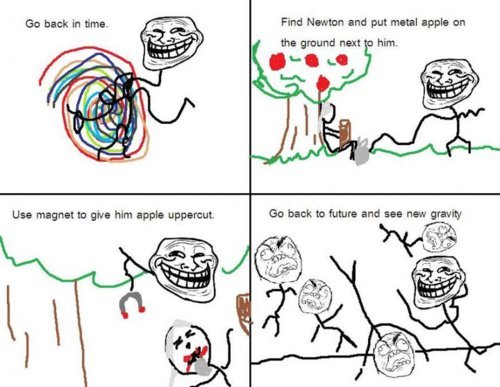 Go back in time.
Find Newton and put metal apple on
the ground next to him.
Use magnet to give him apple uppercut.
Go back to future and see new gravity